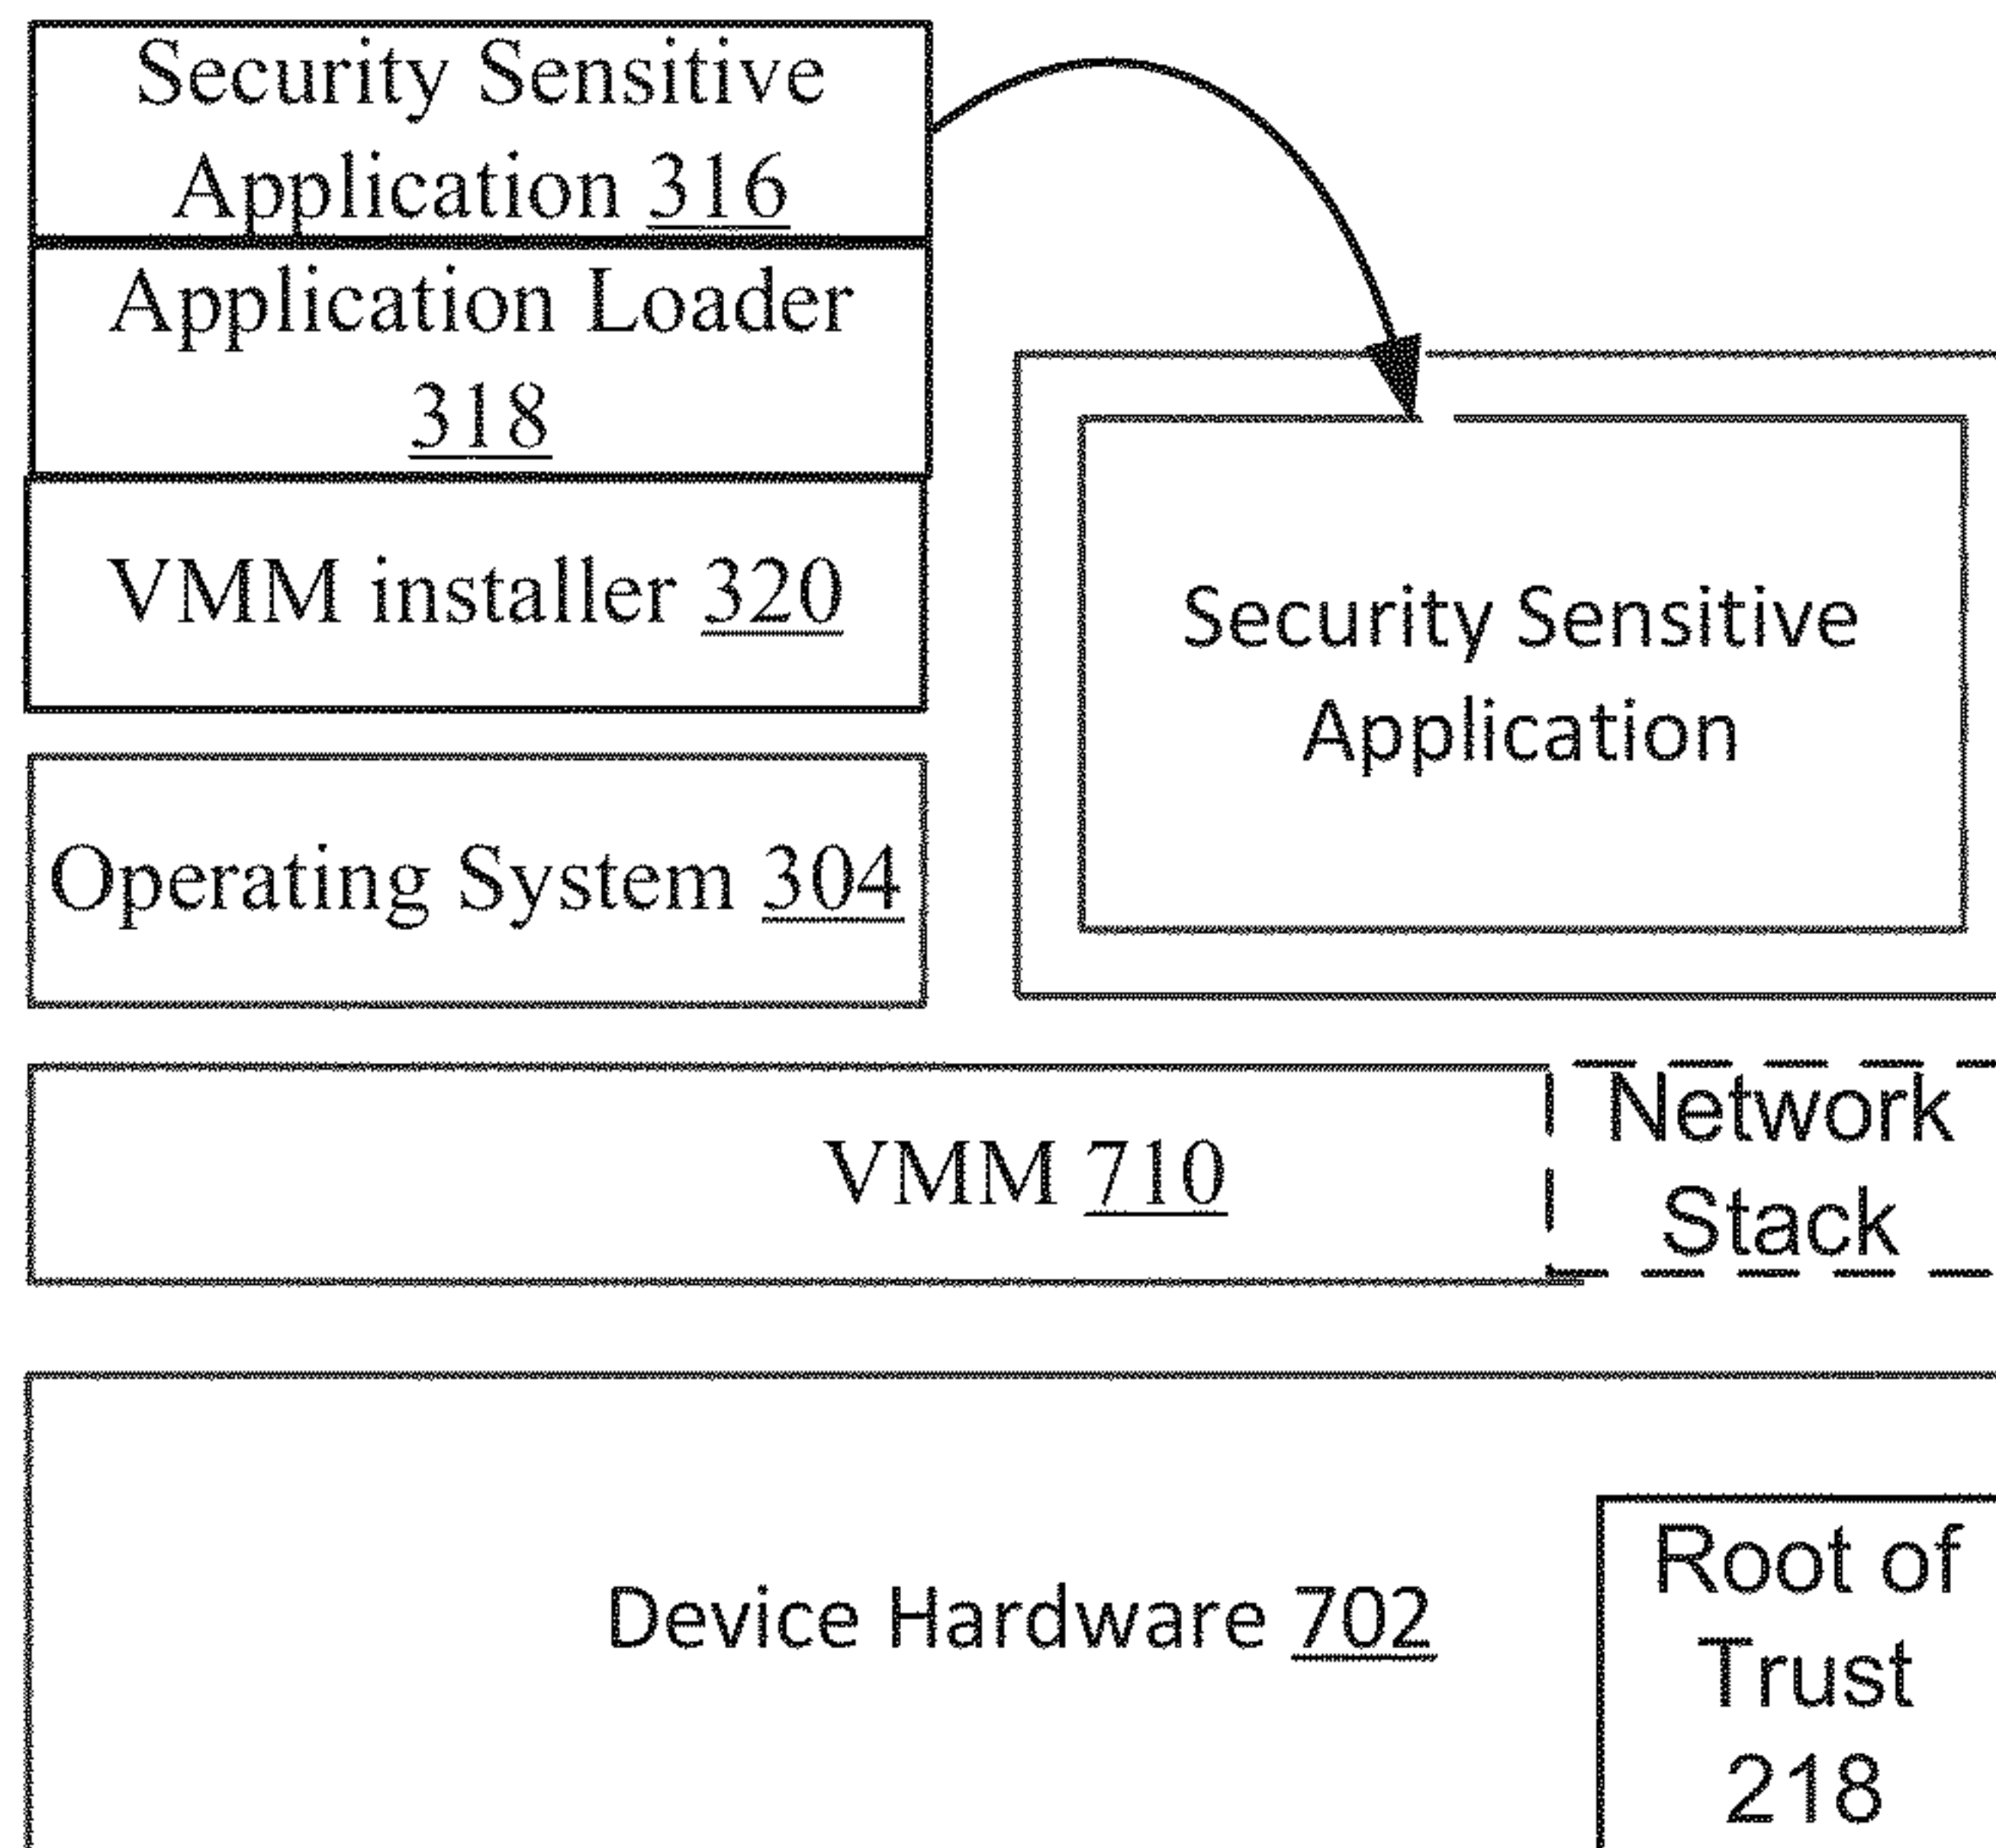 Security Sensitive
Application 316
Application Loader
318
VMM installer 320
Operating System 304
Security Sensitive
Application
VMM 710
Network
Stack
Device Hardware 702
Root of
Trust
218